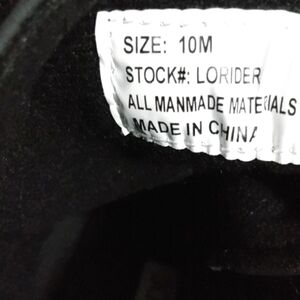 SIZE: 10M
STOCK#: LORIDER
ALL MANMADE MATERIALS
MADE IN CHINA